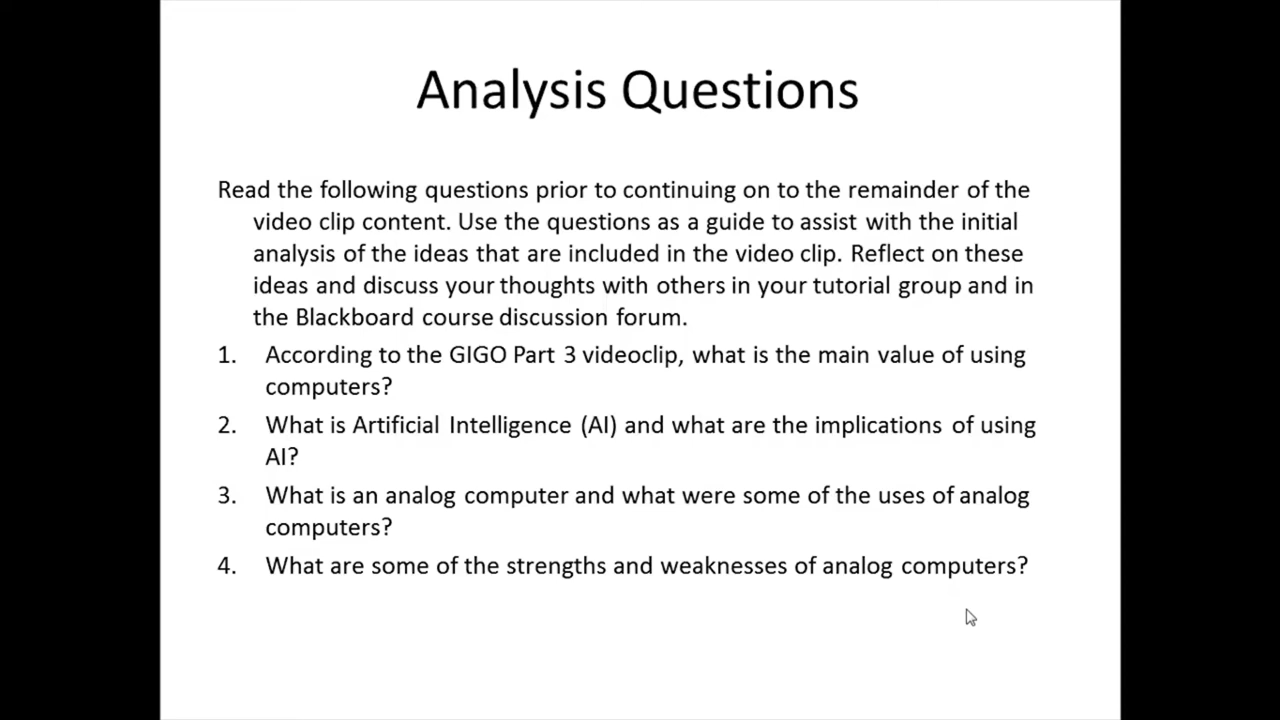 Analysis Questions
Read the following questions prior to continuing on to the remainder of the
video clip content. Use the questions as a guide to assist with the initial
analysis of the ideas that are included in the video clip. Reflect on these
ideas and discuss your thoughts with others in your tutorial group and in
the Blackboard course discussion forum.
1. According to the GIGO Part 3 videoclip, what is the main value of using
computers?
2. What is Artificial Intelligence (AI) and what are the implications of using
AI?
3. What is an analog computer and what were some of the uses of analog
computers?
4. What are some of the strengths and weaknesses of analog computers?